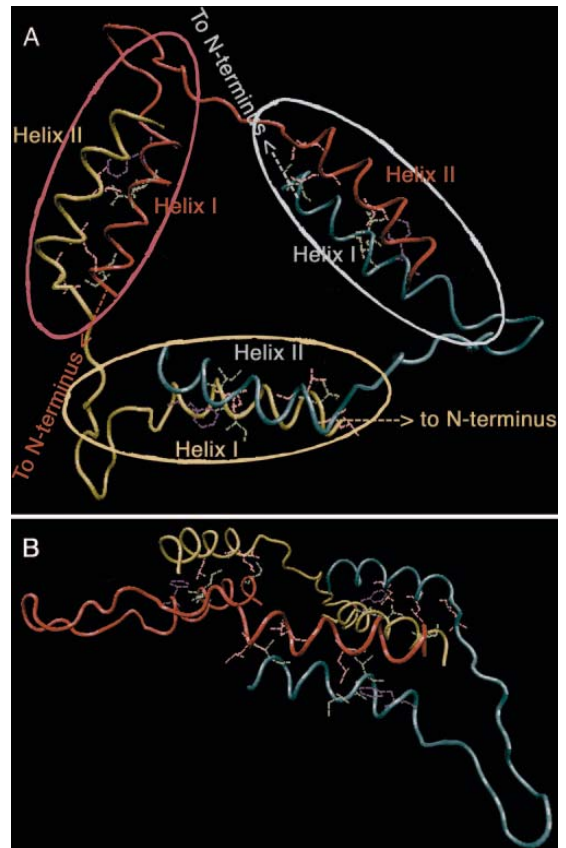 A
To N-terminus <
Helix II
Helix II
Helix I
Helix I
Helix II
To N-terminus <
--------> to N-terminus
Helix I
B